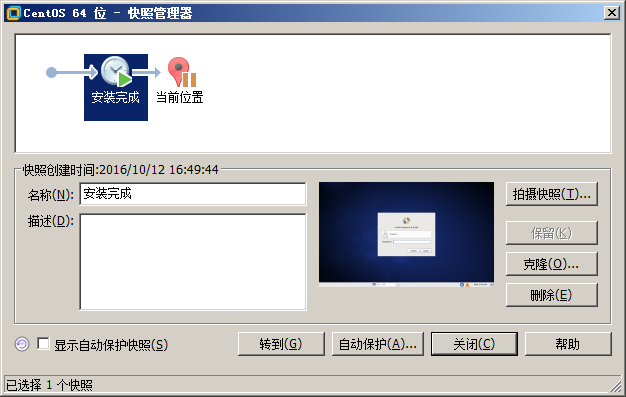 CentOS 64 位 - 快照管理器
安装完成
当前位置
快照创建时间:2016/10/12 16:49:44
名称(N):
安装完成
拍摄快照(T)...
描述(D):
保留(K)
克隆(O)...
删除(E)
显示自动保护快照(S)
转到(G)
自动保护(A)...
关闭(C)
帮助
已选择 1 个快照